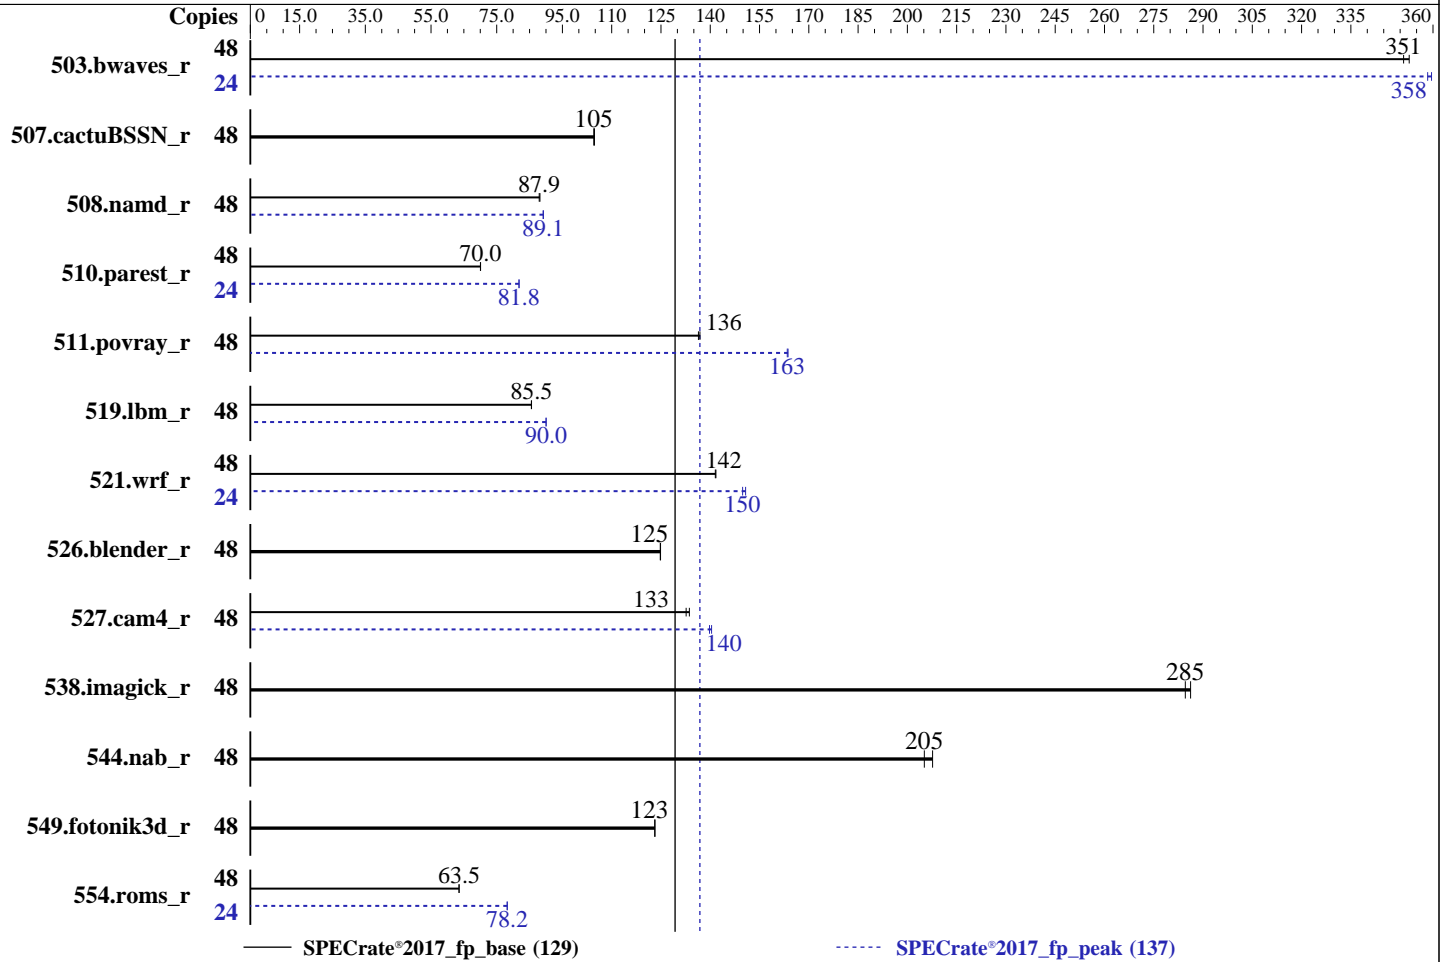 Copies 0 15.0 35.0 55.0 75.0 95.0 110 125 140 155 170 185 200 215 230 245 260 275 290 305 320 335 360
503.bwaves_r 48 351
24 358
507.cactuBSSN_r 48 105
508.namd_r 48 87.9
89.1
510.parest_r 48 70.0
24 81.8
511.povray_r 48 136
163
519.lbm_r 48 85.5
90.0
521.wrf_r 48 142
24 150
526.blender_r 48 125
527.cam4_r 48 133
140
538.imagick_r 48 285
544.nab_r 48 205
549.fotonik3d_r 48 123
554.roms_r 48 63.5
24 78.2
SPECrate®2017_fp_base (129) SPECrate®2017_fp_peak (137)